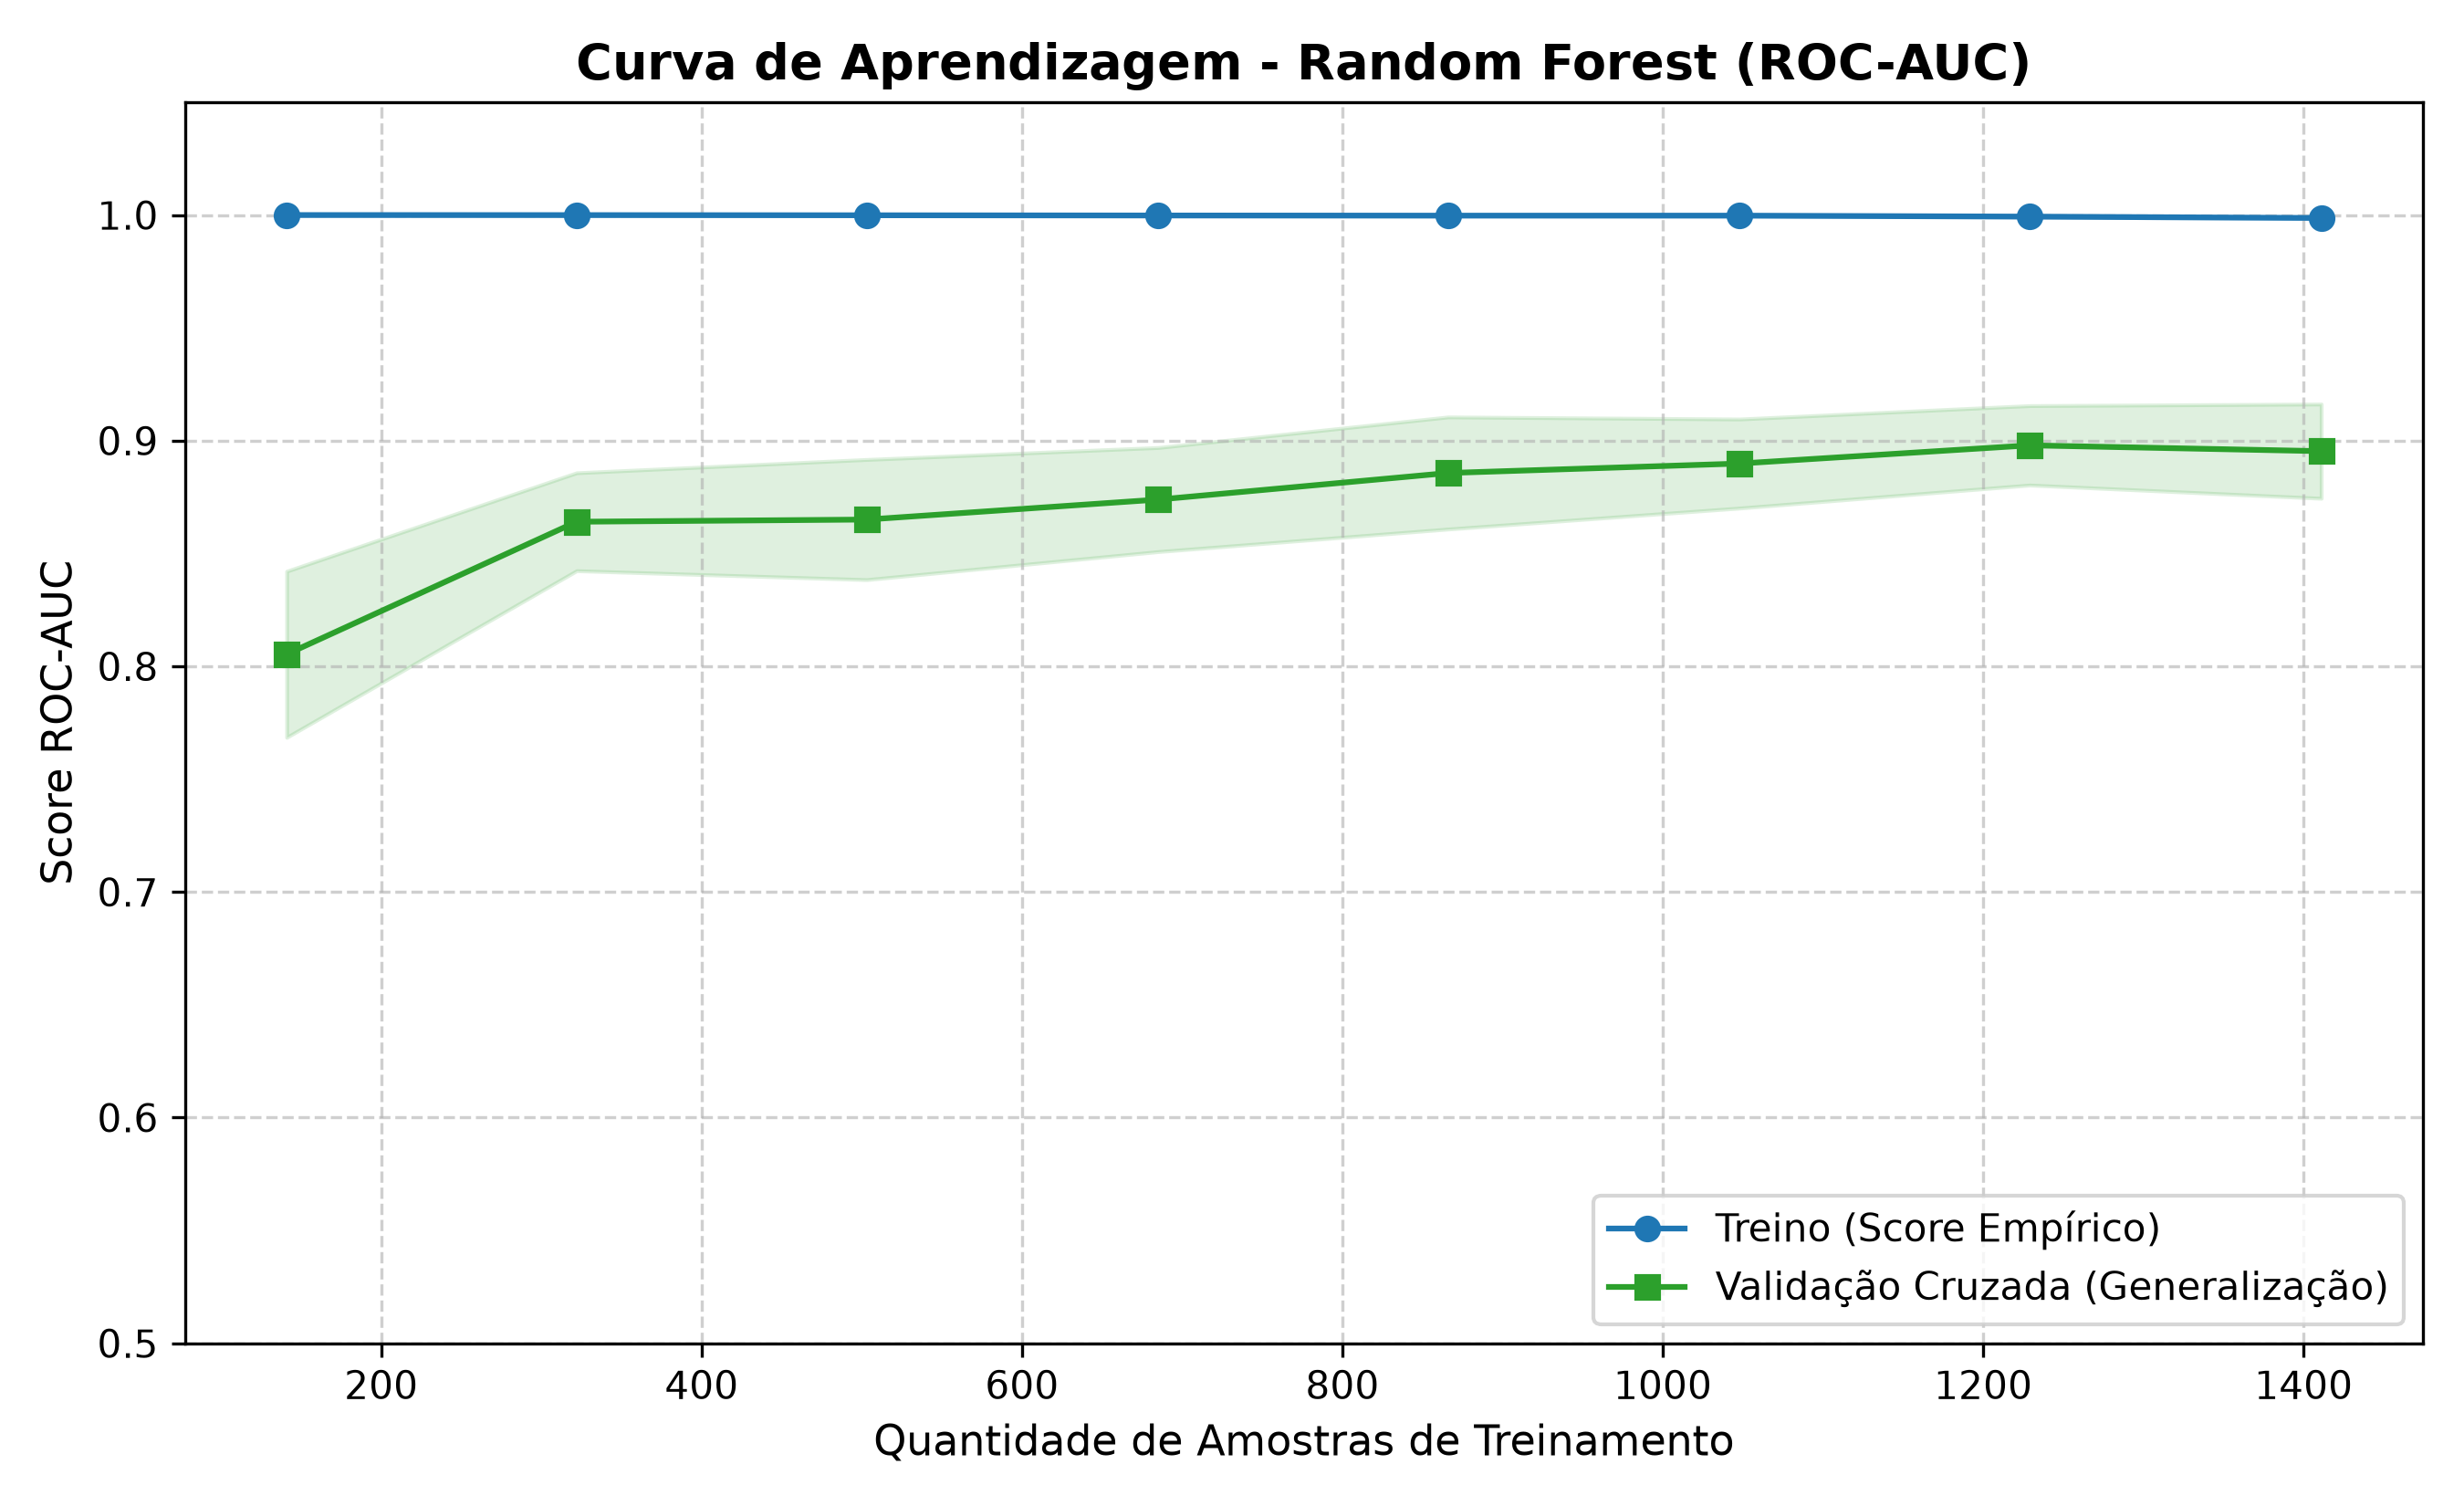 Curva de Aprendizagem - Random Forest (ROC-AUC)
Score ROC-AUC
1.0
0.9
0.8
0.7
0.6
0.5
200 400 600 800 1000 1200 1400
Quantidade de Amostras de Treinamento
Treino (Score Empírico)
Validação Cruzada (Generalização)